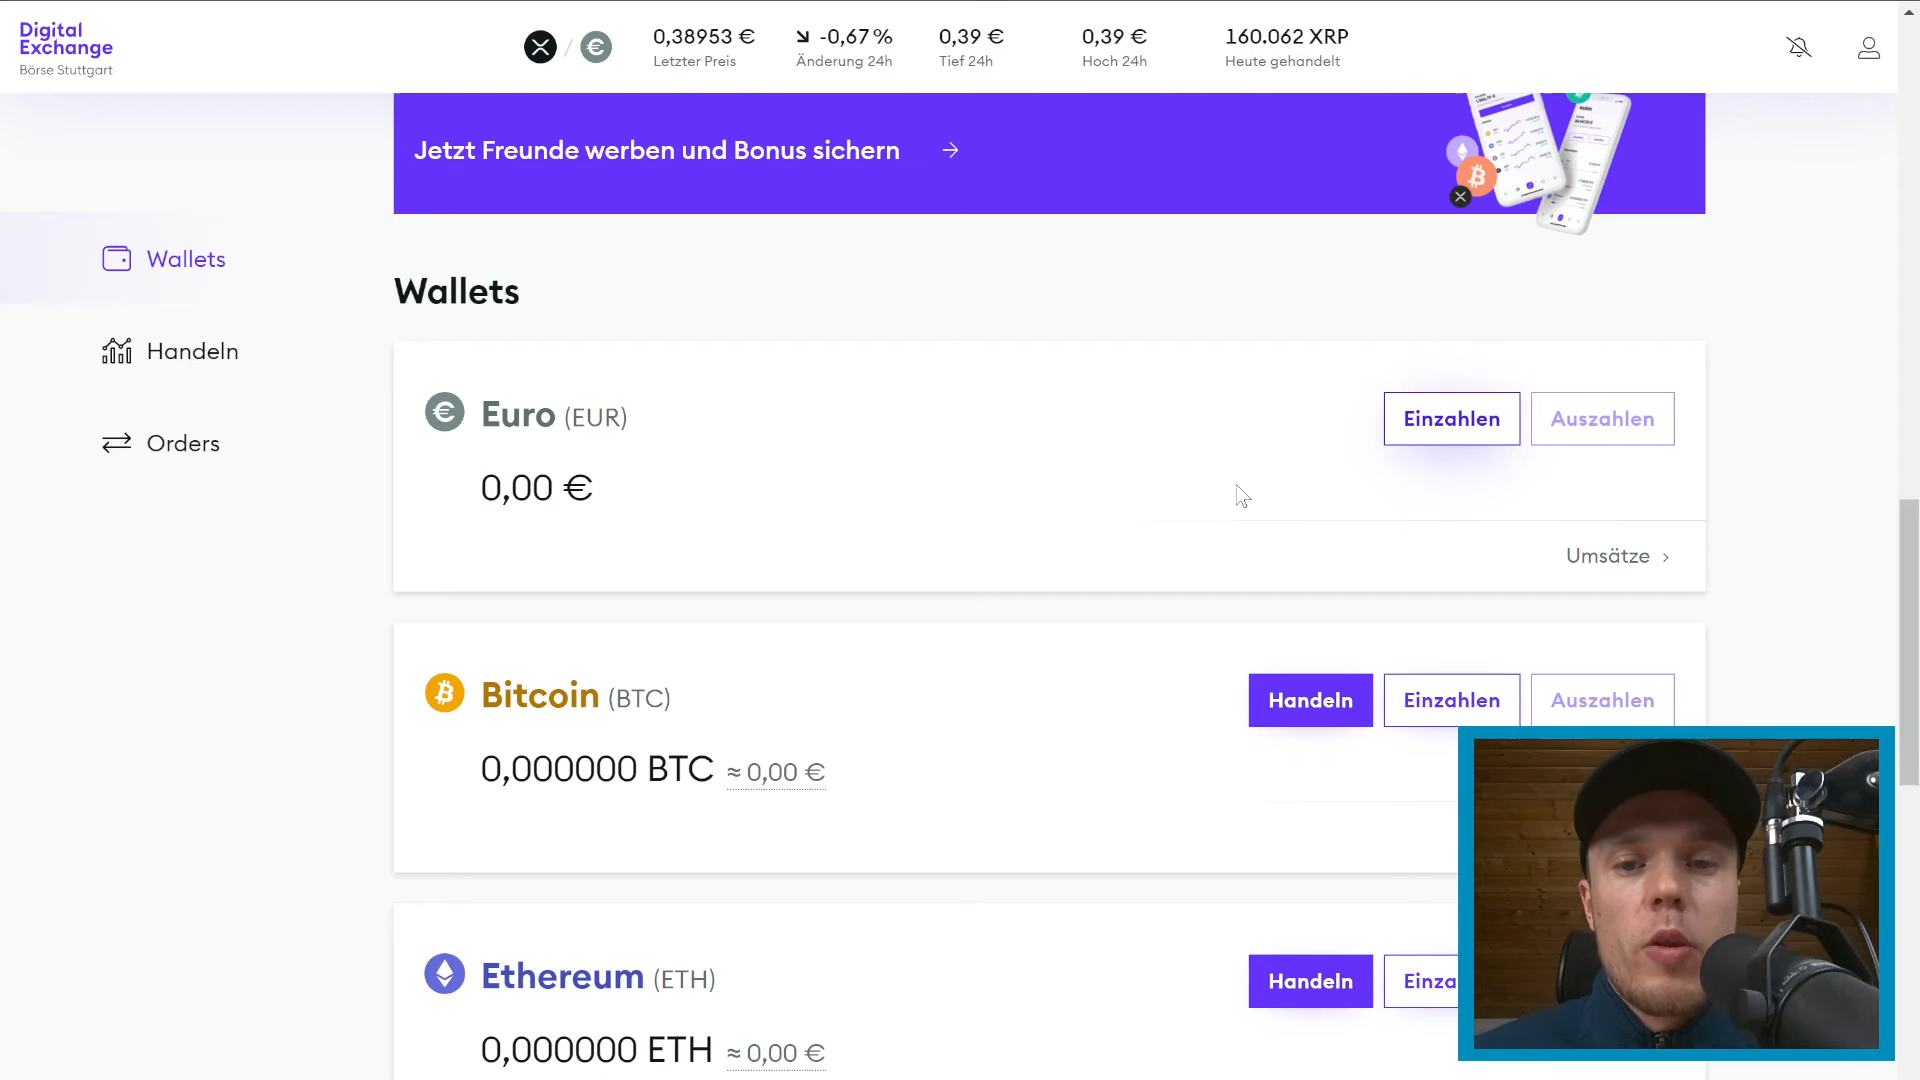 Digital
Exchange
Börse Stuttgart
0,38953 €
Letzter Preis
-0,67 %
Änderung 24h
0,39 €
Tief 24h
0,39 €
Hoch 24h
160.062 XRP
Heute gehandelt
Jetzt Freunde werben und Bonus sichern
Wallets
Handeln
Orders
Wallets
Euro (EUR)
0,00 €
Einzahlen
Auszahlen
Umsätze
Bitcoin (BTC)
0,000000 BTC ≈ 0,00 €
Handeln
Einzahlen
Auszahlen
Ethereum (ETH)
0,000000 ETH ≈ 0,00 €
Handeln
Einza